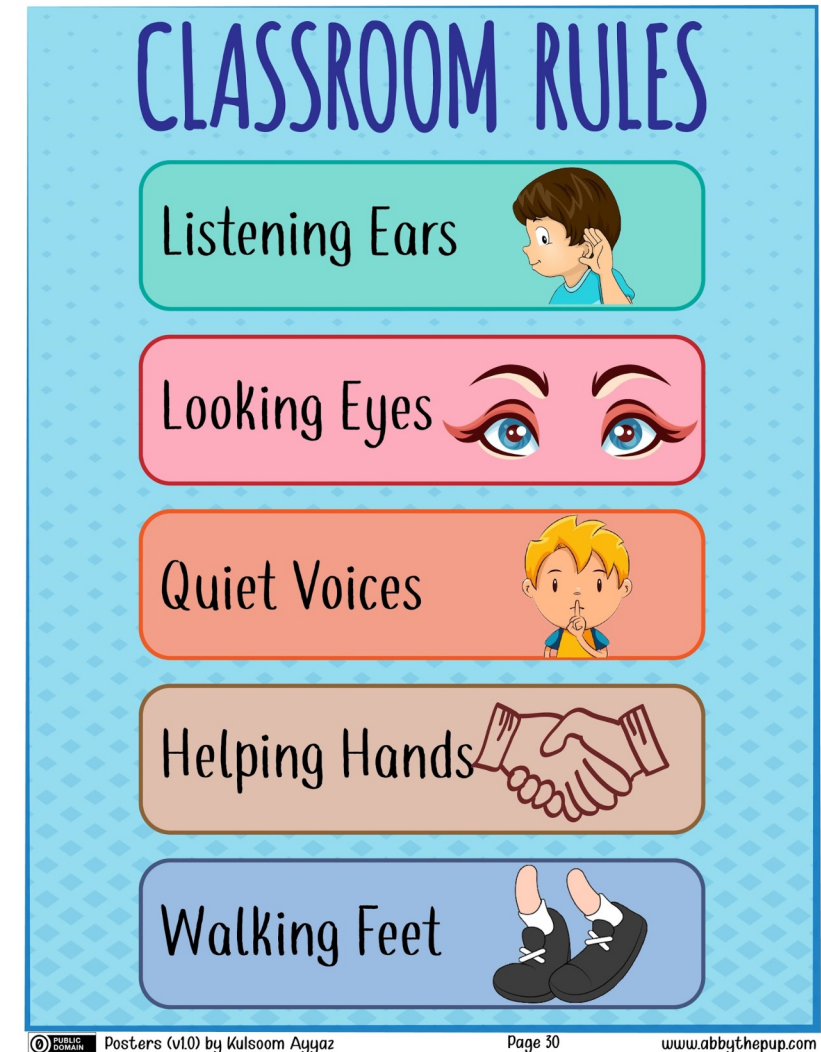 CLASSROOM RULES
Listening Ears
Looking Eyes
Quiet Voices
Helping Hands
Walking Feet
0 PUBLIC DOMAIN Posters (v1.0) by Kulsoom Ayyaz Page 30 www.abbythepup.com